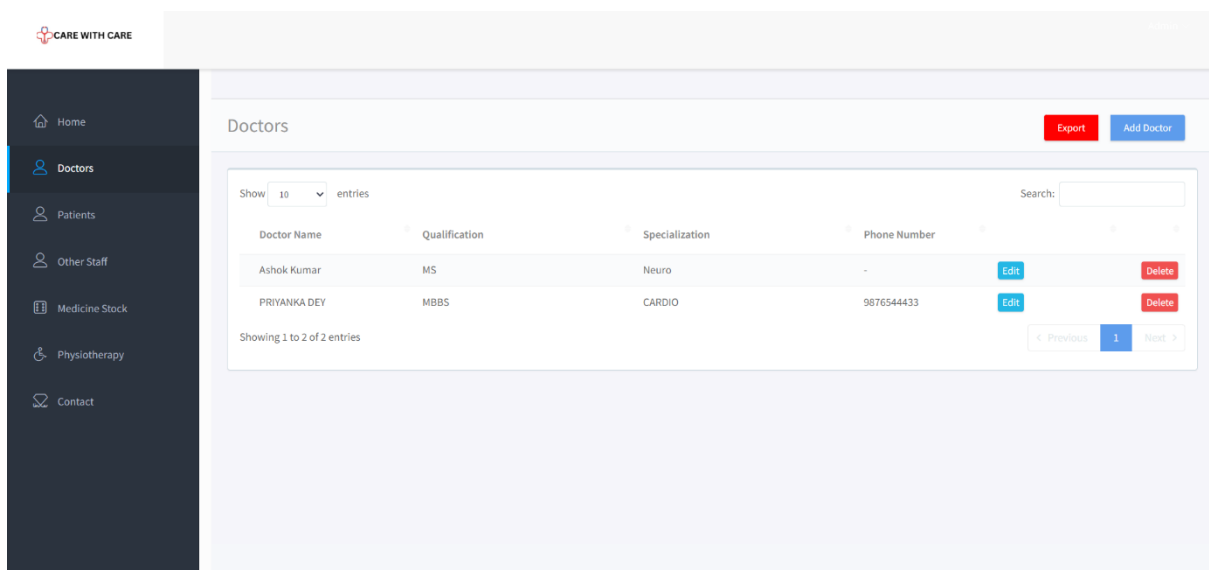 CARE WITH CARE
Home
Doctors
Patients
Other Staff
Medicine Stock
Physiotherapy
Contact
Doctors
Export Add Doctor
Show 10 entries Search:
Doctor Name Qualification Specialization Phone Number
Ashok Kumar MS Neuro - Edit Delete
PRIYANKA DEY MBBS CARDIO 9876544433 Edit Delete
Showing 1 to 2 of 2 entries < Previous 1 Next >